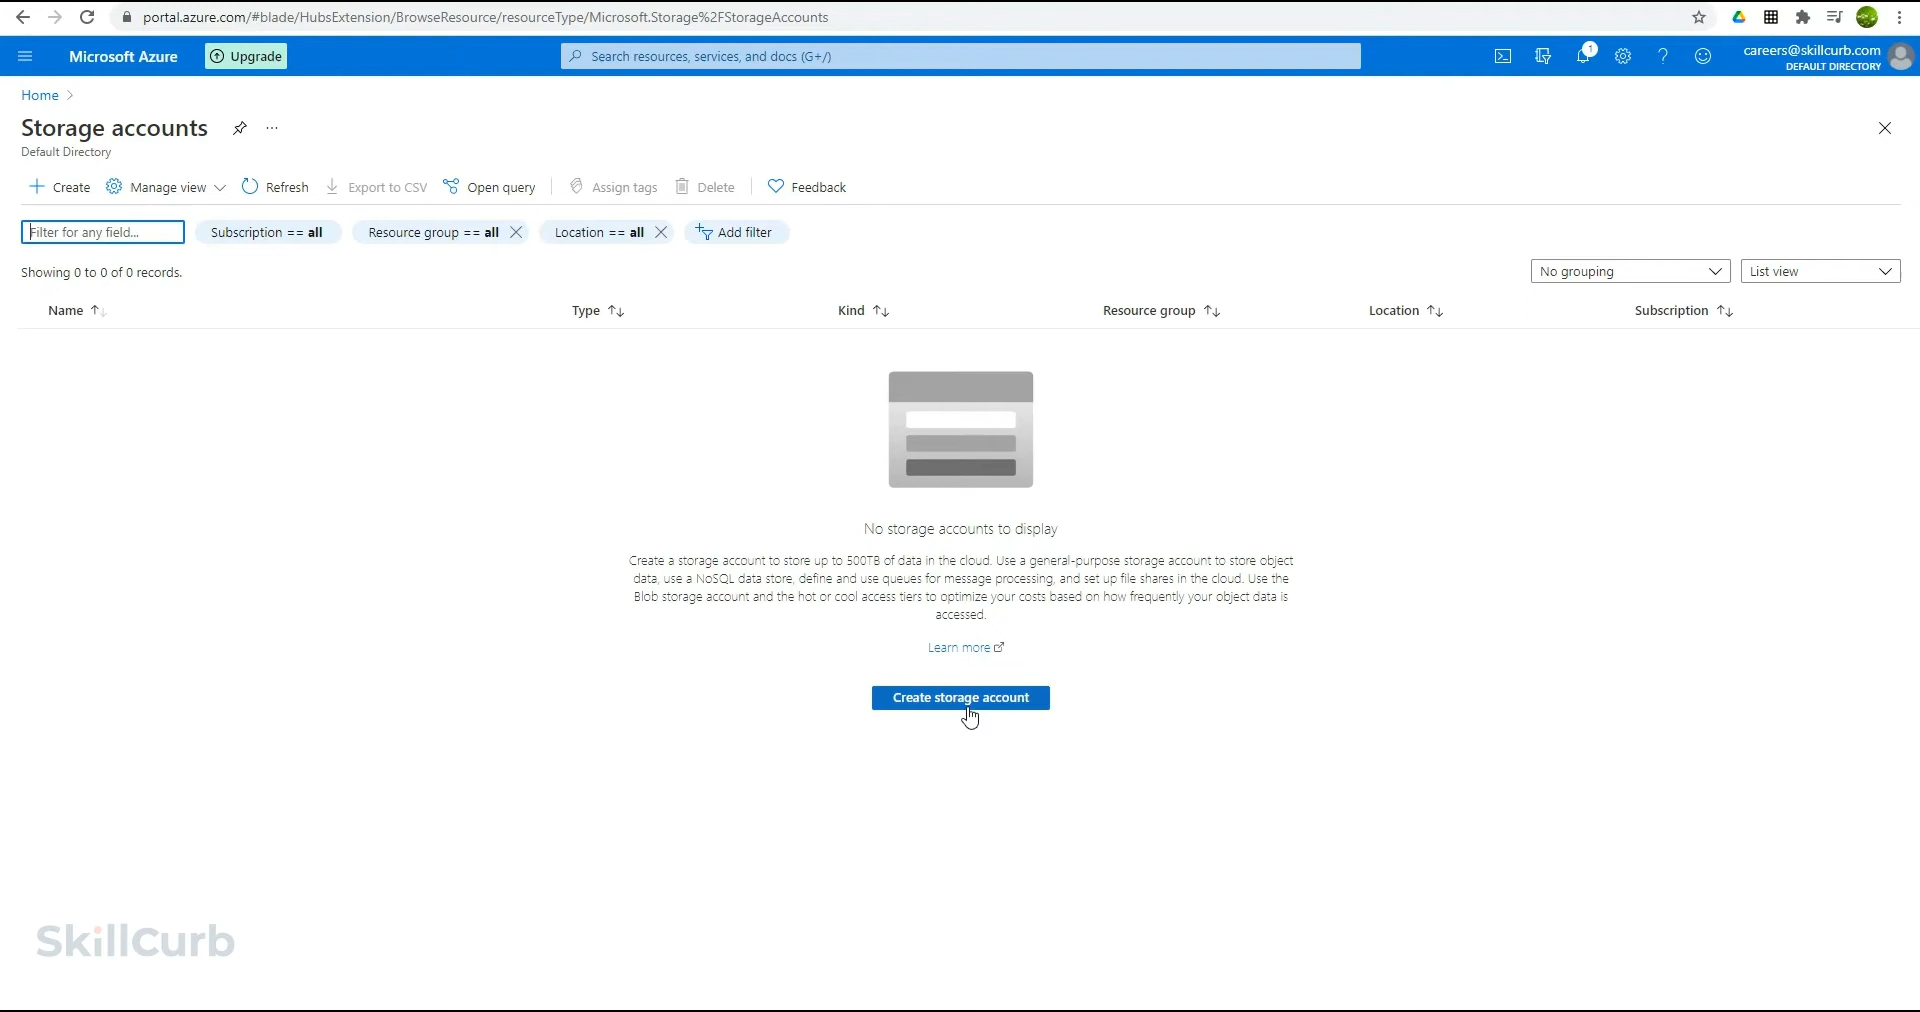 portal.azure.com/#blade/HubsExtension/BrowseResource/resourceType/Microsoft.Storage%2FStorageAccounts
Microsoft Azure
Upgrade
Search resources, services, and docs (G+/)
1
careers@skillcurb.com
DEFAULT DIRECTORY
Home
Storage accounts
Default Directory
Create
Manage view
Refresh
Export to CSV
Open query
Assign tags
Delete
Feedback
Filter for any field...
Subscription == all
Resource group == all
Location == all
Add filter
Showing 0 to 0 of 0 records.
No grouping
List view
Name
Type
Kind
Resource group
Location
Subscription
No storage accounts to display
Create a storage account to store up to 500TB of data in the cloud. Use a general-purpose storage account to store object
data, use a NoSQL data store, define and use queues for message processing, and set up file shares in the cloud. Use the
Blob storage account and the hot or cool access tiers to optimize your costs based on how frequently your object data is
accessed.
Learn more
Create storage account
SkillCurb